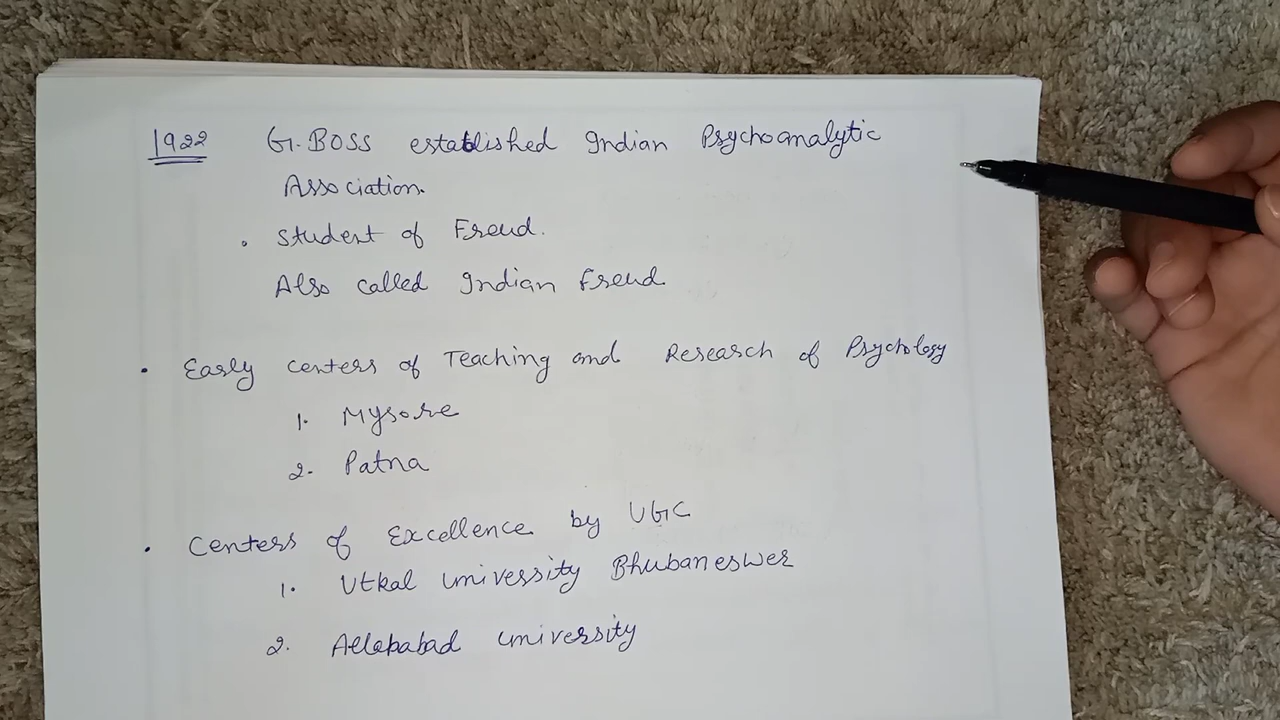 1922 G. BOSS established Indian Psychoanalytic
Association.
. Student of Freud.
Also called Indian Freud
. Early centers of Teaching and Research of Psychology
1. Mysore
2. Patna
. Centers of Excellence by UGC
1. Utkal University Bhubaneswer
2. Allahabad University